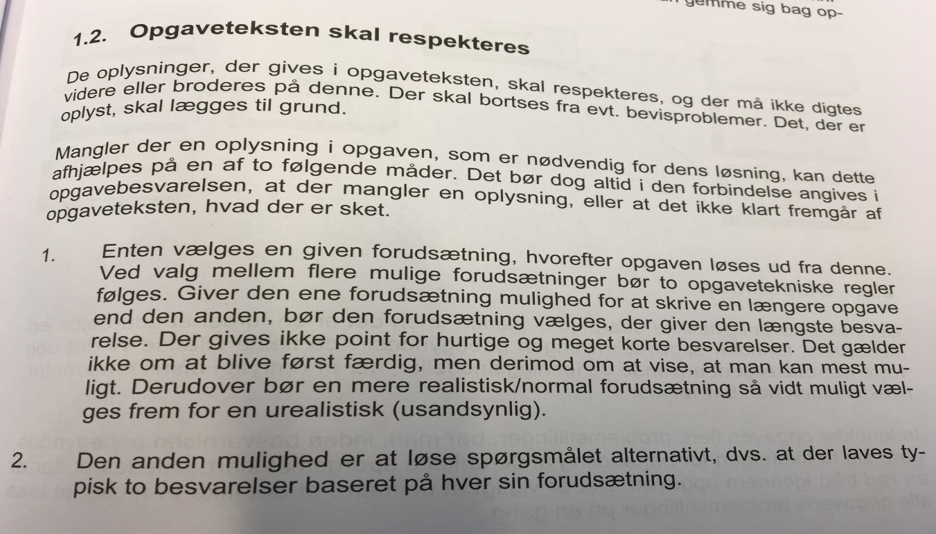 gemme sig bag op-
1.2. Opgaveteksten skal respekteres
De oplysninger, der gives i opgaveteksten, skal respekteres, og der må ikke digtes
videre eller broderes på denne. Der skal bortses fra evt. bevisproblemer. Det, der er
oplyst, skal lægges til grund.
Mangler der en oplysning i opgaven, som er nødvendig for dens løsning, kan dette
afhjælpes på en af to følgende måder. Det bør dog altid i den forbindelse angives i
opgavebesvarelsen, at der mangler en oplysning, eller at det ikke klart fremgår af
opgaveteksten, hvad der er sket.
1. Enten vælges en given forudsætning, hvorefter opgaven løses ud fra denne.
Ved valg mellem flere mulige forudsætninger bør to opgavetekniske regler
følges. Giver den ene forudsætning mulighed for at skrive en længere opgave
end den anden, bør den forudsætning vælges, der giver den længste besva-
relse. Der gives ikke point for hurtige og meget korte besvarelser. Det gælder
ikke om at blive først færdig, men derimod om at vise, at man kan mest mu-
ligt. Derudover bør en mere realistisk/normal forudsætning så vidt muligt væl-
ges frem for en urealistisk (usandsynlig).
2. Den anden mulighed er at løse spørgsmålet alternativt, dvs. at der laves ty-
pisk to besvarelser baseret på hver sin forudsætning.